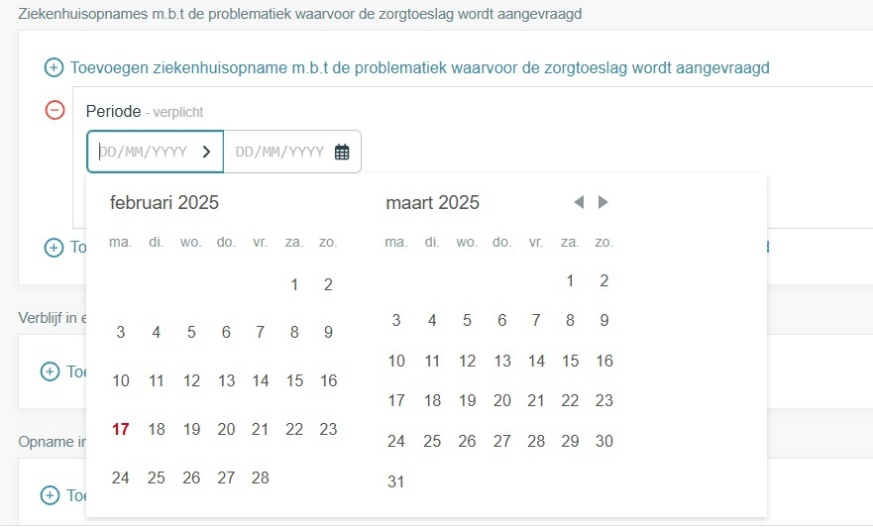 Ziekenhuisopnames m.b.t de problematiek waarvoor de zorgtoeslag wordt aangevraagd
Toevoegen ziekenhuisopname m.b.t de problematiek waarvoor de zorgtoeslag wordt aangevraagd
Periode - verplicht
DD/MM/YYYY DD/MM/YYYY
februari 2025 maart 2025
ma. di. wo. do. vr. za. zo. ma. di. wo. do. vr. za. zo.
1 2 1 2
3 4 5 6 7 8 9 3 4 5 6 7 8 9
10 11 12 13 14 15 16 10 11 12 13 14 15 16
17 18 19 20 21 22 23 17 18 19 20 21 22 23
24 25 26 27 28 24 25 26 27 28 29 30
31
To
Verblijf in
Toe
Opname in
Toe